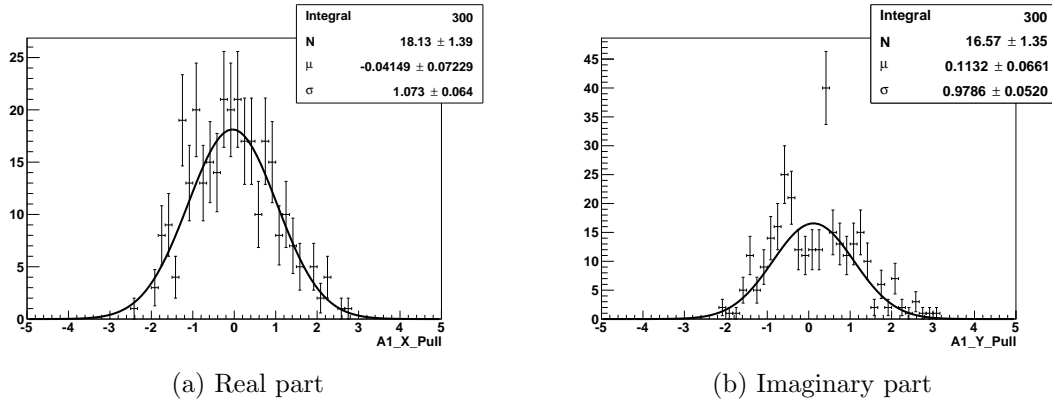 Integral 300
N 18.13 ± 1.39
μ -0.04149 ± 0.07229
σ 1.073 ± 0.064
25
20
15
10
5
0
-5 -4 -3 -2 -1 0 1 2 3 4 5
A1_X_Pull
(a) Real part
Integral 300
N 16.57 ± 1.35
μ 0.1132 ± 0.0661
σ 0.9786 ± 0.0520
45
40
35
30
25
20
15
10
5
0
-5 -4 -3 -2 -1 0 1 2 3 4 5
A1_Y_Pull
(b) Imaginary part